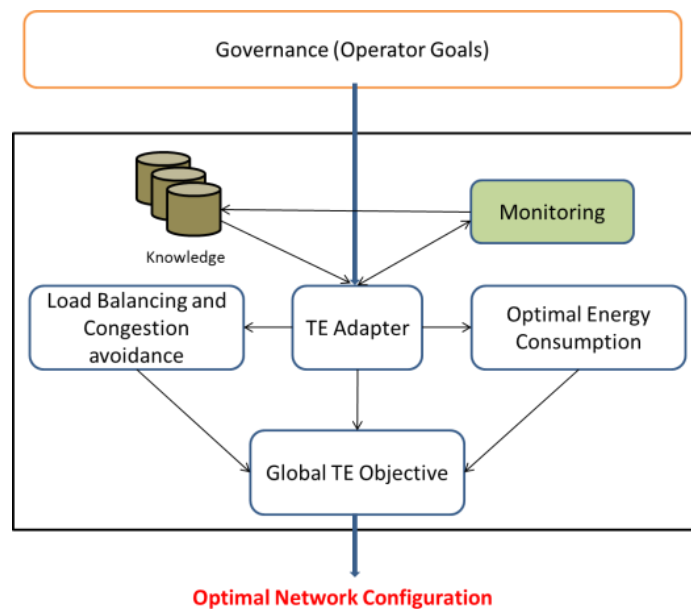 Governance (Operator Goals)
Monitoring
Knowledge
Load Balancing and
Congestion
avoidance
TE Adapter
Optimal Energy
Consumption
Global TE Objective
Optimal Network Configuration